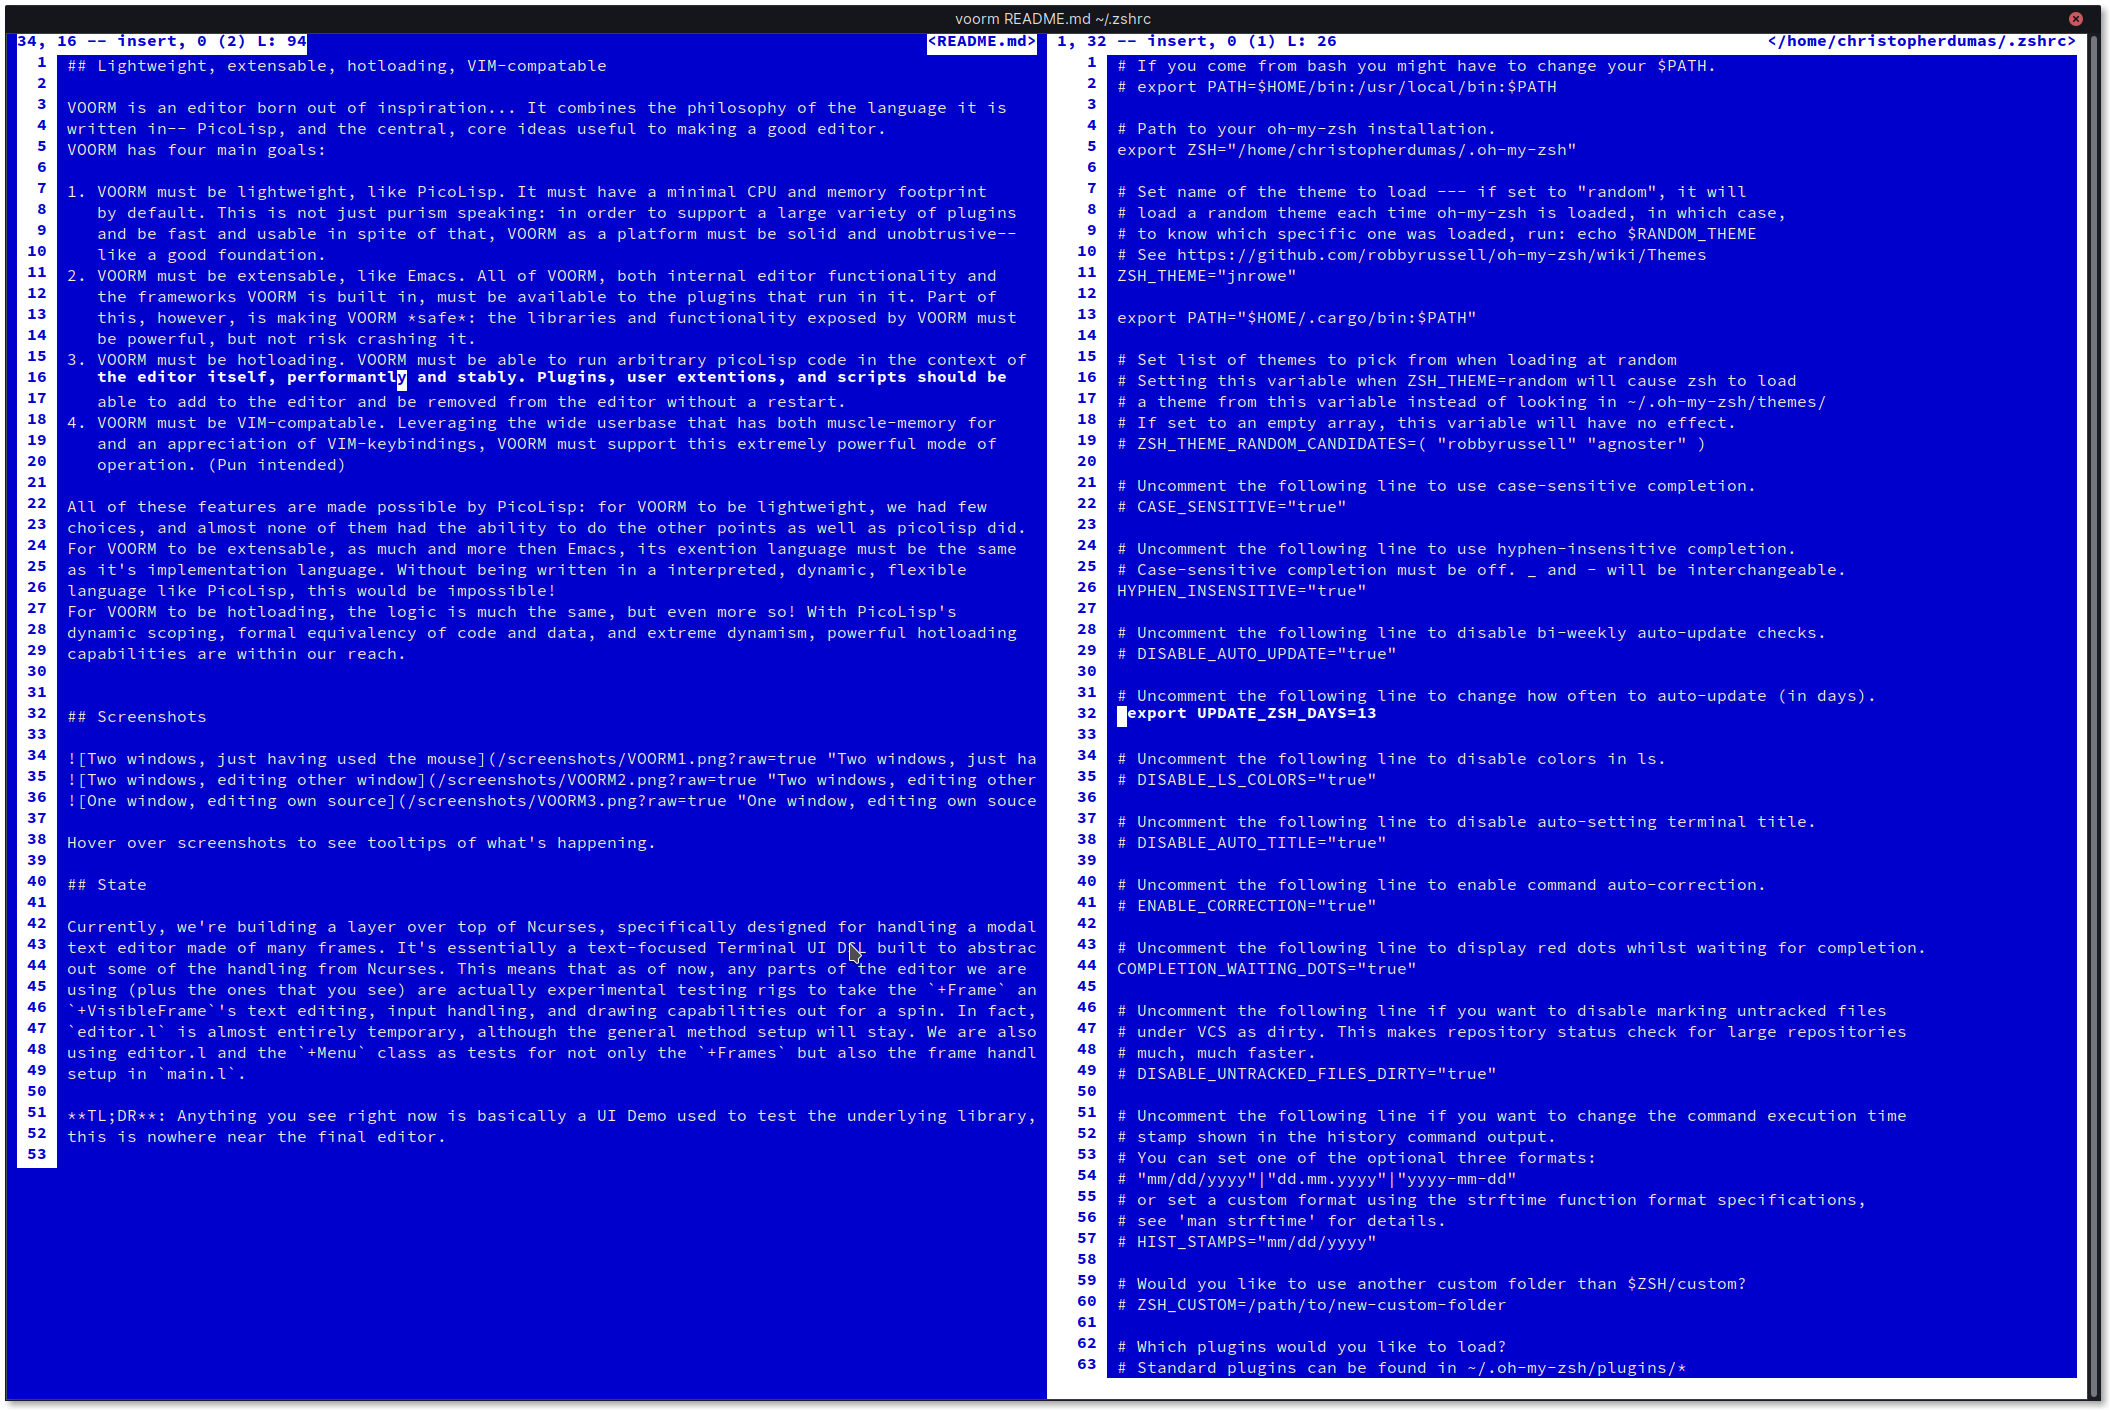 voorm README.md ~/.zshrc
34, 16 -- insert, 0 (2) L: 94 <README.md>
1 ## Lightweight, extensable, hotloading, VIM-compatable
2
3 VOORM is an editor born out of inspiration... It combines the philosophy of the language it is
4 written in-- PicoLisp, and the central, core ideas useful to making a good editor.
5 VOORM has four main goals:
6
7 1. VOORM must be lightweight, like PicoLisp. It must have a minimal CPU and memory footprint
8 by default. This is not just purism speaking: in order to support a large variety of plugins
9 and be fast and usable in spite of that, VOORM as a platform must be solid and unobtrusive--
10 like a good foundation.
11 2. VOORM must be extensable, like Emacs. All of VOORM, both internal editor functionality and
12 the frameworks VOORM is built in, must be available to the plugins that run in it. Part of
13 this, however, is making VOORM *safe*: the libraries and functionality exposed by VOORM must
14 be powerful, but not risk crashing it.
15 3. VOORM must be hotloading. VOORM must be able to run arbitrary picoLisp code in the context of
16 the editor itself, performantly and stably. Plugins, user extentions, and scripts should be
17 able to add to the editor and be removed from the editor without a restart.
18 4. VOORM must be VIM-compatable. Leveraging the wide userbase that has both muscle-memory for
19 and an appreciation of VIM-keybindings, VOORM must support this extremely powerful mode of
20 operation. (Pun intended)
21
22 All of these features are made possible by PicoLisp: for VOORM to be lightweight, we had few
23 choices, and almost none of them had the ability to do the other points as well as picolisp did.
24 For VOORM to be extensable, as much and more then Emacs, its exention language must be the same
25 as it's implementation language. Without being written in a interpreted, dynamic, flexible
26 language like PicoLisp, this would be impossible!
27 For VOORM to be hotloading, the logic is much the same, but even more so! With PicoLisp's
28 dynamic scoping, formal equivalency of code and data, and extreme dynamism, powerful hotloading
29 capabilities are within our reach.
30
31
32 ## Screenshots
33
34 ![Two windows, just having used the mouse](/screenshots/VOORM1.png?raw=true "Two windows, just ha
35 ![Two windows, editing other window](/screenshots/VOORM2.png?raw=true "Two windows, editing other
36 ![One window, editing own source](/screenshots/VOORM3.png?raw=true "One window, editing own souce
37
38 Hover over screenshots to see tooltips of what's happening.
39
40 ## State
41
42 Currently, we're building a layer over top of Ncurses, specifically designed for handling a modal
43 text editor made of many frames. It's essentially a text-focused Terminal UI DSL built to abstrac
44 out some of the handling from Ncurses. This means that as of now, any parts of the editor we are
45 using (plus the ones that you see) are actually experimental testing rigs to take the `+Frame` an
46 `+VisibleFrame`'s text editing, input handling, and drawing capabilities out for a spin. In fact,
47 `editor.l` is almost entirely temporary, although the general method setup will stay. We are also
48 using editor.l and the `+Menu` class as tests for not only the `+Frames` but also the frame handl
49 setup in `main.l`.
50
51 **TL;DR**: Anything you see right now is basically a UI Demo used to test the underlying library,
52 this is nowhere near the final editor.
53
1, 32 -- insert, 0 (1) L: 26 </home/christopherdumas/.zshrc>
1 # If you come from bash you might have to change your $PATH.
2 # export PATH=$HOME/bin:/usr/local/bin:$PATH
3
4 # Path to your oh-my-zsh installation.
5 export ZSH="/home/christopherdumas/.oh-my-zsh"
6
7 # Set name of the theme to load --- if set to "random", it will
8 # load a random theme each time oh-my-zsh is loaded, in which case,
9 # to know which specific one was loaded, run: echo $RANDOM_THEME
10 # See https://github.com/robbyrussell/oh-my-zsh/wiki/Themes
11 ZSH_THEME="jnrowe"
12
13 export PATH="$HOME/.cargo/bin:$PATH"
14
15 # Set list of themes to pick from when loading at random
16 # Setting this variable when ZSH_THEME=random will cause zsh to load
17 # a theme from this variable instead of looking in ~/.oh-my-zsh/themes/
18 # If set to an empty array, this variable will have no effect.
19 # ZSH_THEME_RANDOM_CANDIDATES=( "robbyrussell" "agnoster" )
20
21 # Uncomment the following line to use case-sensitive completion.
22 # CASE_SENSITIVE="true"
23
24 # Uncomment the following line to use hyphen-insensitive completion.
25 # Case-sensitive completion must be off. _ and - will be interchangeable.
26 HYPHEN_INSENSITIVE="true"
27
28 # Uncomment the following line to disable bi-weekly auto-update checks.
29 # DISABLE_AUTO_UPDATE="true"
30
31 # Uncomment the following line to change how often to auto-update (in days).
32 export UPDATE_ZSH_DAYS=13
33
34 # Uncomment the following line to disable colors in ls.
35 # DISABLE_LS_COLORS="true"
36
37 # Uncomment the following line to disable auto-setting terminal title.
38 # DISABLE_AUTO_TITLE="true"
39
40 # Uncomment the following line to enable command auto-correction.
41 # ENABLE_CORRECTION="true"
42
43 # Uncomment the following line to display red dots whilst waiting for completion.
44 COMPLETION_WAITING_DOTS="true"
45
46 # Uncomment the following line if you want to disable marking untracked files
47 # under VCS as dirty. This makes repository status check for large repositories
48 # much, much faster.
49 # DISABLE_UNTRACKED_FILES_DIRTY="true"
50
51 # Uncomment the following line if you want to change the command execution time
52 # stamp shown in the history command output.
53 # You can set one of the optional three formats:
54 # "mm/dd/yyyy"|"dd.mm.yyyy"|"yyyy-mm-dd"
55 # or set a custom format using the strftime function format specifications,
56 # see 'man strftime' for details.
57 # HIST_STAMPS="mm/dd/yyyy"
58
59 # Would you like to use another custom folder than $ZSH/custom?
60 # ZSH_CUSTOM=/path/to/new-custom-folder
61
62 # Which plugins would you like to load?
63 # Standard plugins can be found in ~/.oh-my-zsh/plugins/*